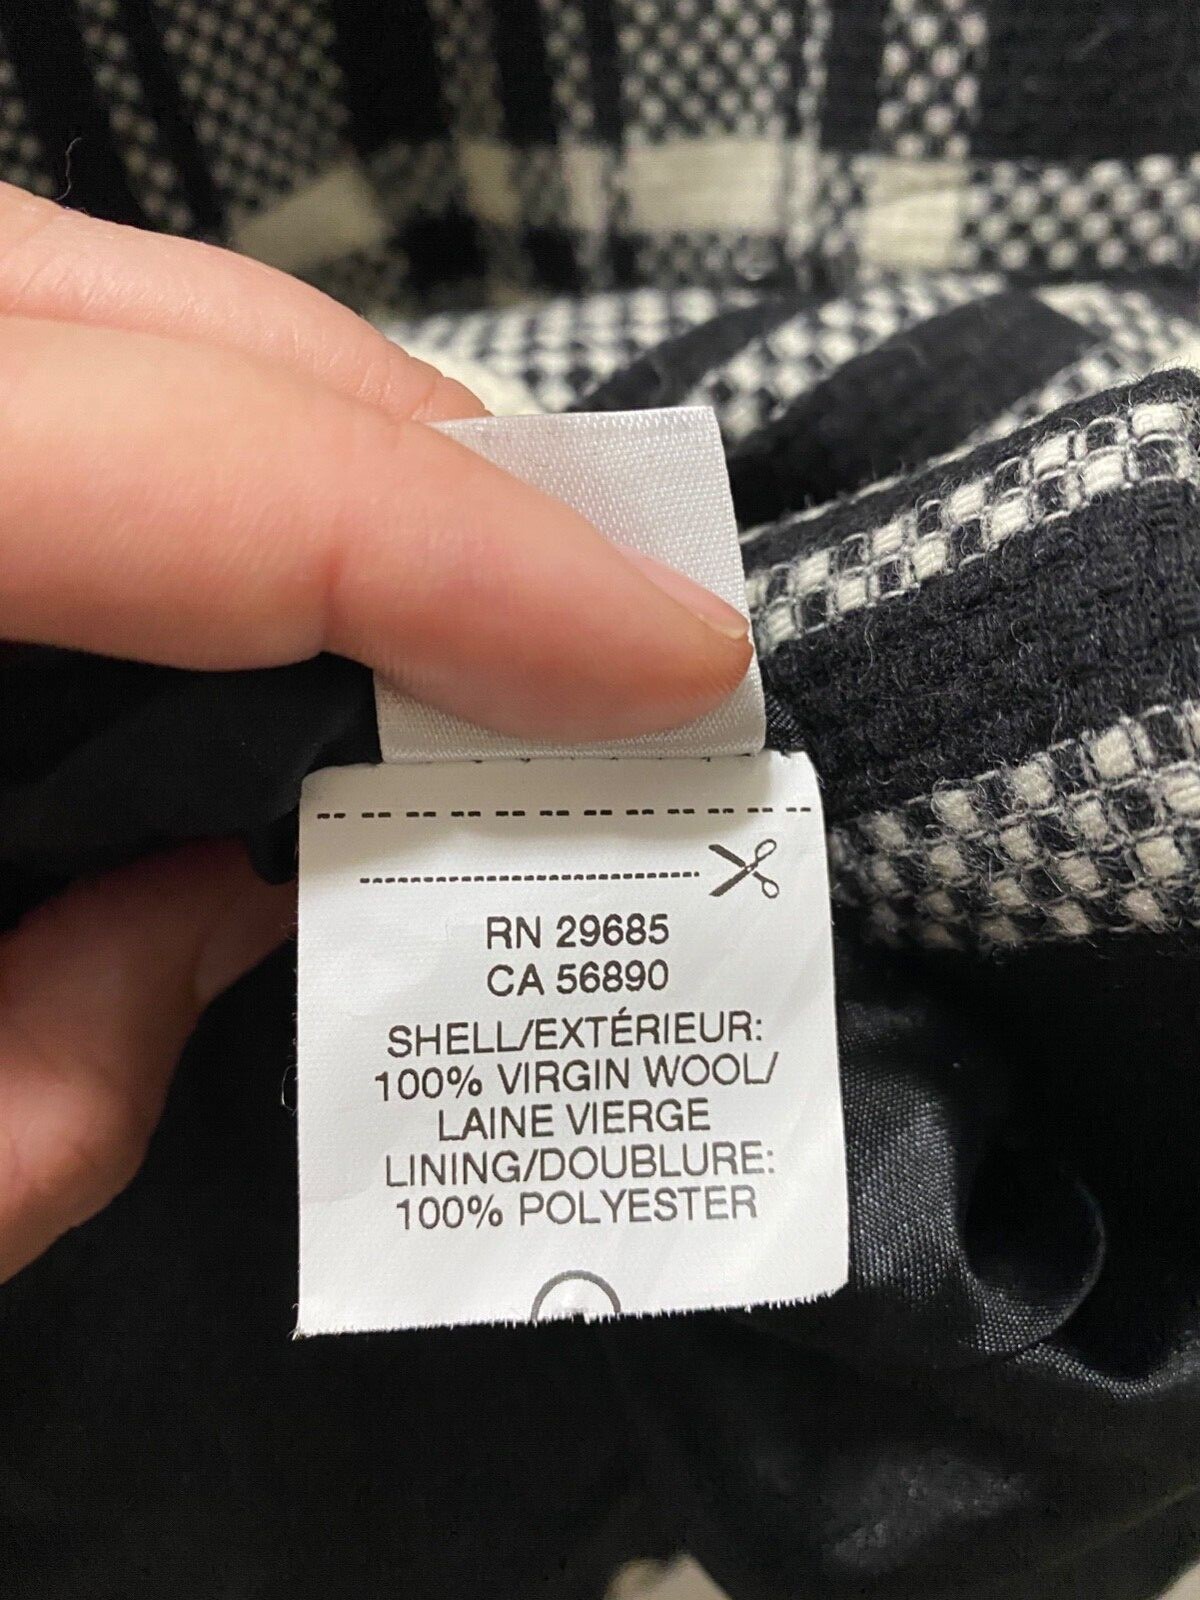 RN 29685
CA 56890
SHELL/EXTÉRIEUR:
100% VIRGIN WOOL/
LAINE VIERGE
LINING/DOUBLURE:
100% POLYESTER